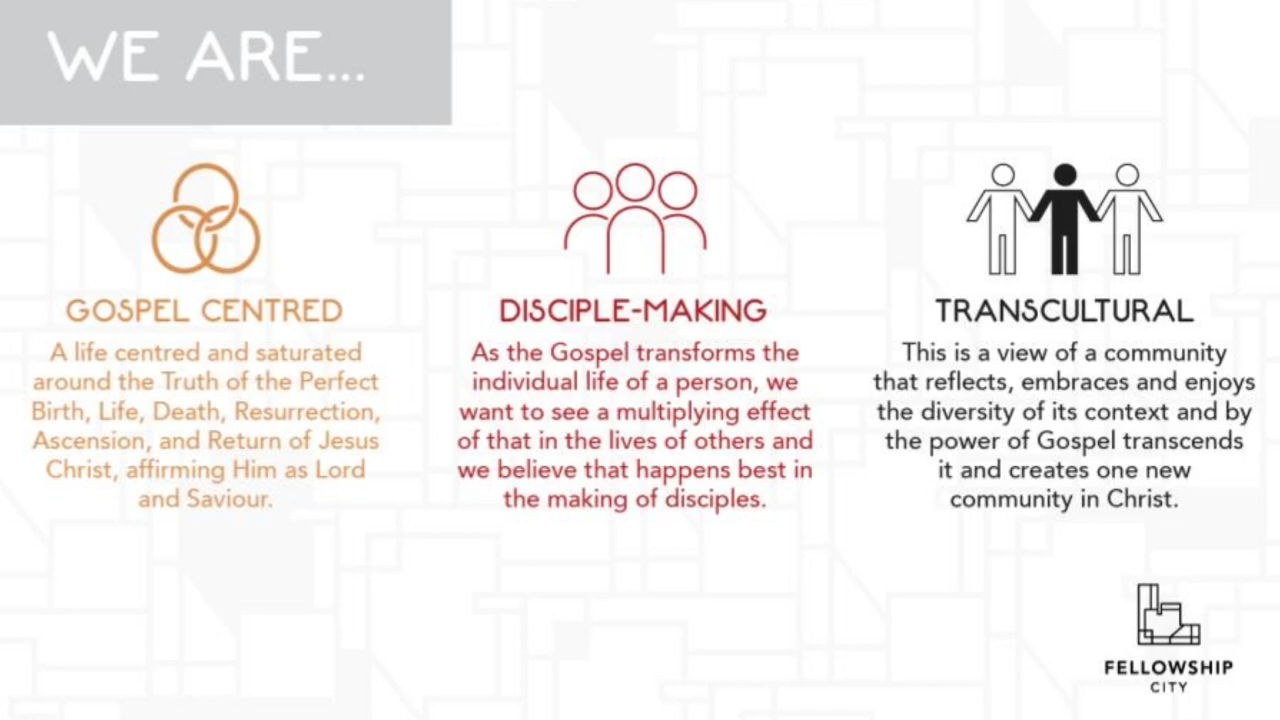 WE ARE...
GOSPEL CENTRED
A life centred and saturated
around the Truth of the Perfect
Birth, Life, Death, Resurrection,
Ascension, and Return of Jesus
Christ, affirming Him as Lord
and Saviour.
DISCIPLE-MAKING
As the Gospel transforms the
individual life of a person, we
want to see a multiplying effect
of that in the lives of others and
we believe that happens best in
the making of disciples.
TRANSCULTURAL
This is a view of a community
that reflects, embraces and enjoys
the diversity of its context and by
the power of Gospel transcends
it and creates one new
community in Christ.
FELLOWSHIP
CITY